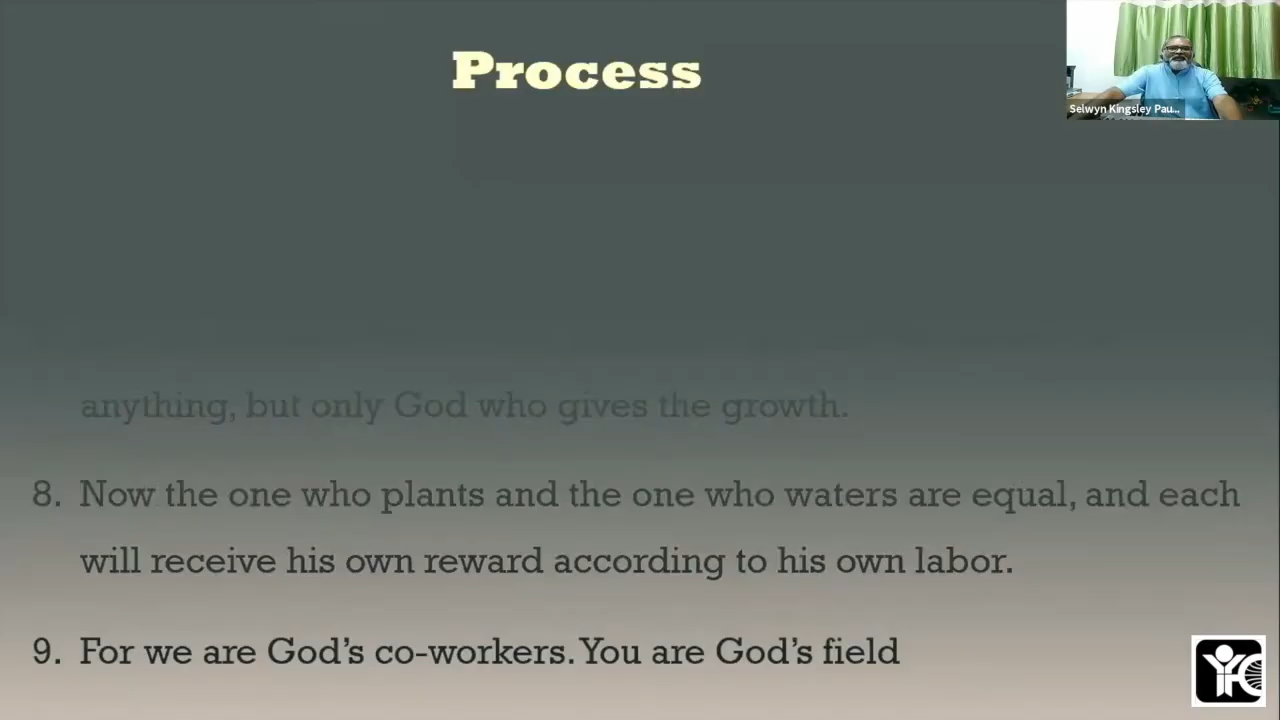 Process
Selwyn Kingsley Pau...
anything, but only God who gives the growth.
8. Now the one who plants and the one who waters are equal, and each
will receive his own reward according to his own labor.
9. For we are God's co-workers. You are God's field
YFC